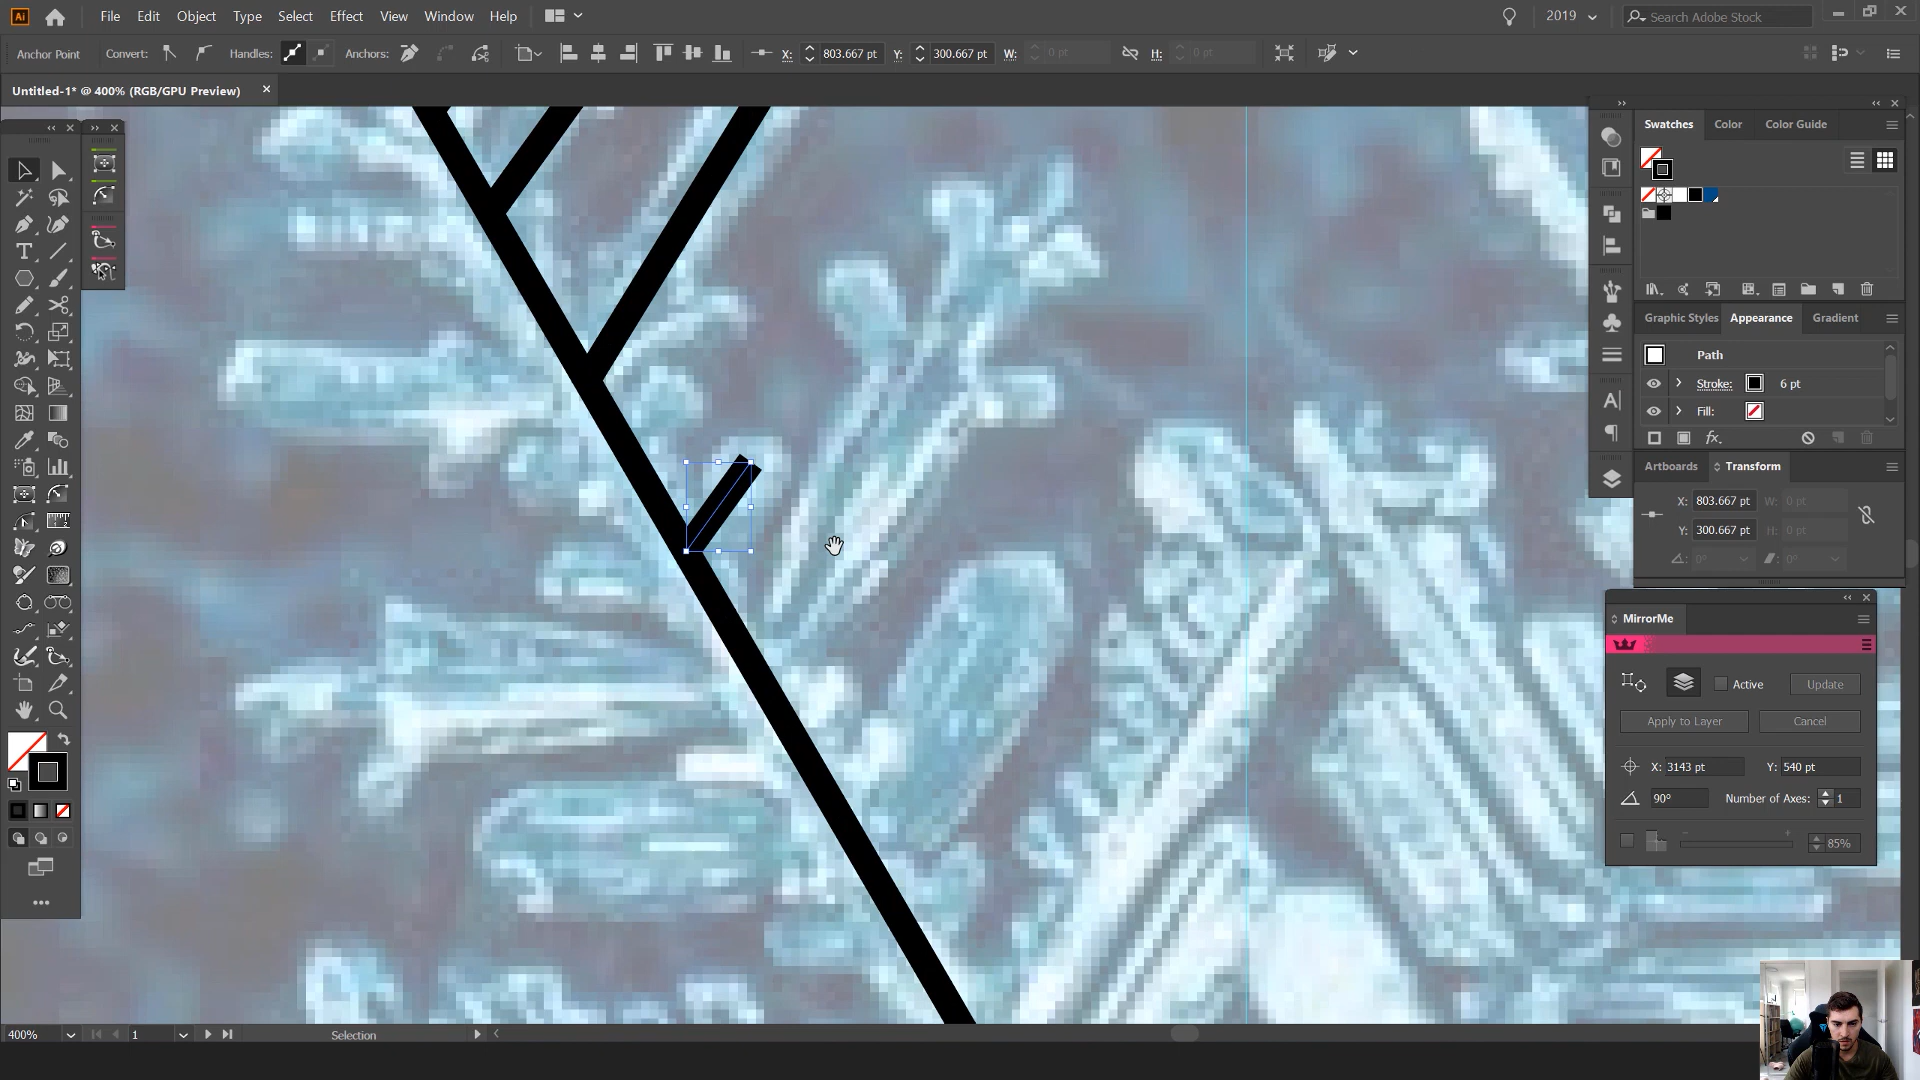 Ai File Edit Object Type Select Effect View Window Help 2019 Search Adobe Stock
Anchor Point Convert: Handles: Anchors: X: 803.667 pt Y: 300.667 pt W: 0 pt H: 0 pt
Untitled-1* @ 400% (RGB/GPU Preview)
Swatches Color Color Guide
Graphic Styles Appearance Gradient
Path
Stroke: 6 pt
Fill:
fx
Artboards Transform
X: 803.667 pt W: 0 pt
Y: 300.667 pt H: 0 pt
0° 0°
MirrorMe
Active Update
Apply to Layer Cancel
X: 3143 pt Y: 540 pt
90° Number of Axes: 1
85%
400% 1 Selection